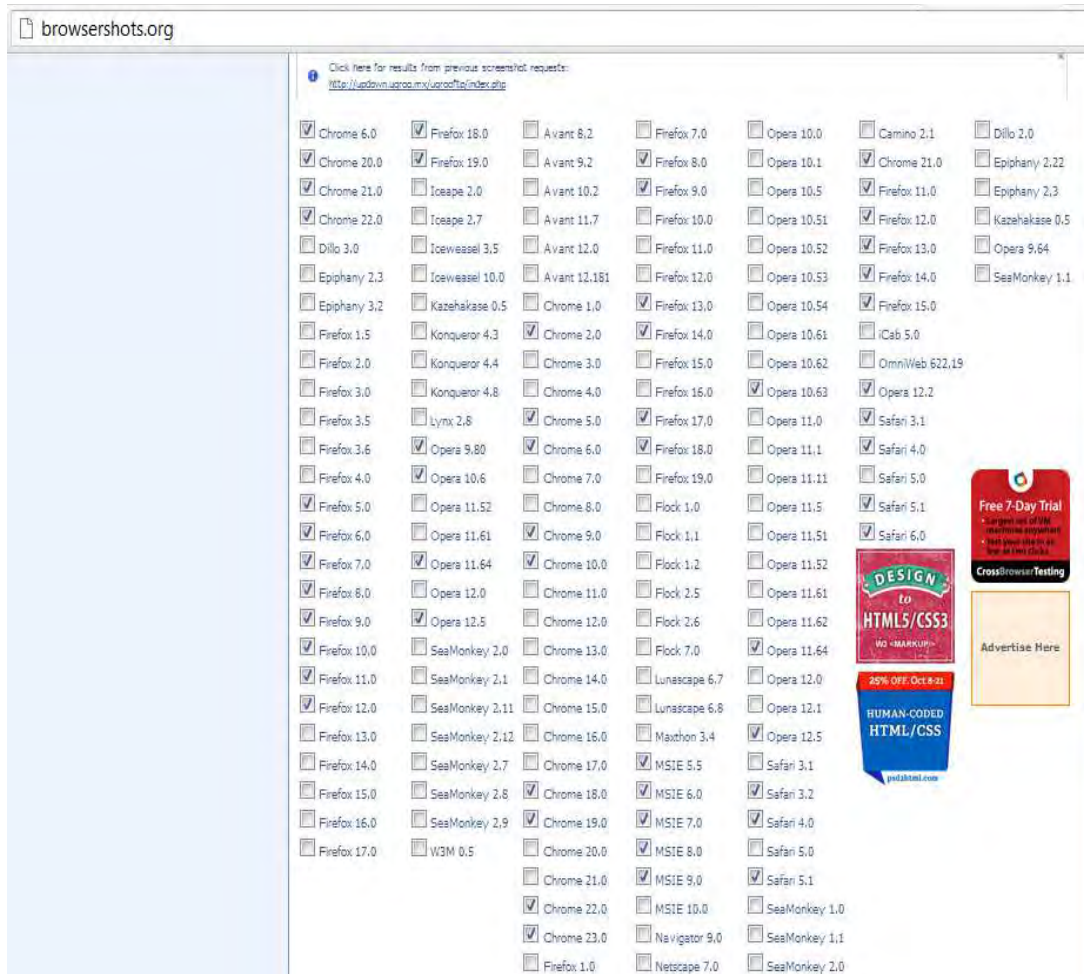 browsershots.org
Click here for results from previous screenshot requests:
http://updown.uqroo.mx/uqrooftp/index.php
Chrome 6.0 Firefox 18.0 Avant 8.2 Firefox 7.0 Opera 10.0 Camino 2.1 Dillo 2.0
Chrome 20.0 Firefox 19.0 Avant 9.2 Firefox 8.0 Opera 10.1 Chrome 21.0 Epiphany 2.22
Chrome 21.0 Iceape 2.0 Avant 10.2 Firefox 9.0 Opera 10.5 Firefox 11.0 Epiphany 2.3
Chrome 22.0 Iceape 2.7 Avant 11.7 Firefox 10.0 Opera 10.51 Firefox 12.0 Kazehakase 0.5
Dillo 3.0 Iceweasel 3.5 Avant 12.0 Firefox 11.0 Opera 10.52 Firefox 13.0 Opera 9.64
Epiphany 2.3 Iceweasel 10.0 Avant 12.181 Firefox 12.0 Opera 10.53 Firefox 14.0 SeaMonkey 1.1
Epiphany 3.2 Kazehakase 0.5 Chrome 1.0 Firefox 13.0 Opera 10.54 Firefox 15.0
Firefox 1.5 Konqueror 4.3 Chrome 2.0 Firefox 14.0 Opera 10.61 iCab 5.0
Firefox 2.0 Konqueror 4.4 Chrome 3.0 Firefox 15.0 Opera 10.62 OmniWeb 622.19
Firefox 3.0 Konqueror 4.8 Chrome 4.0 Firefox 16.0 Opera 10.63 Opera 12.2
Firefox 3.5 Lynx 2.8 Chrome 5.0 Firefox 17.0 Opera 11.0 Safari 3.1
Firefox 3.6 Opera 9.80 Chrome 6.0 Firefox 18.0 Opera 11.1 Safari 4.0
Firefox 4.0 Opera 10.6 Chrome 7.0 Firefox 19.0 Opera 11.11 Safari 5.0
Firefox 5.0 Opera 11.52 Chrome 8.0 Flock 1.0 Opera 11.5 Safari 5.1
Firefox 6.0 Opera 11.61 Chrome 9.0 Flock 1.1 Opera 11.51 Safari 6.0
Firefox 7.0 Opera 11.64 Chrome 10.0 Flock 1.2 Opera 11.52
Firefox 8.0 Opera 12.0 Chrome 11.0 Flock 2.5 Opera 11.61
Firefox 9.0 Opera 12.5 Chrome 12.0 Flock 2.6 Opera 11.62
Firefox 10.0 SeaMonkey 2.0 Chrome 13.0 Flock 7.0 Opera 11.64
Firefox 11.0 SeaMonkey 2.1 Chrome 14.0 Lunascape 6.7 Opera 12.0
Firefox 12.0 SeaMonkey 2.11 Chrome 15.0 Lunascape 6.8 Opera 12.1
Firefox 13.0 SeaMonkey 2.12 Chrome 16.0 Maxthon 3.4 Opera 12.5
Firefox 14.0 SeaMonkey 2.7 Chrome 17.0 MSIE 5.5 Safari 3.1
Firefox 15.0 SeaMonkey 2.8 Chrome 18.0 MSIE 6.0 Safari 3.2
Firefox 16.0 SeaMonkey 2.9 Chrome 19.0 MSIE 7.0 Safari 4.0
Firefox 17.0 W3M 0.5 Chrome 20.0 MSIE 8.0 Safari 5.0
Chrome 21.0 MSIE 9.0 Safari 5.1
Chrome 22.0 MSIE 10.0 SeaMonkey 1.0
Chrome 23.0 Navigator 9.0 SeaMonkey 1.1
Firefox 1.0 Netscape 7.0 SeaMonkey 2.0
Free 7-Day Trial
CrossBrowserTesting
DESIGN
to
HTML5/CSS3
W3 <MARKUP/>
Advertise Here
25% OFF. Oct 8-21
HUMAN-CODED
HTML/CSS
psd2html.com